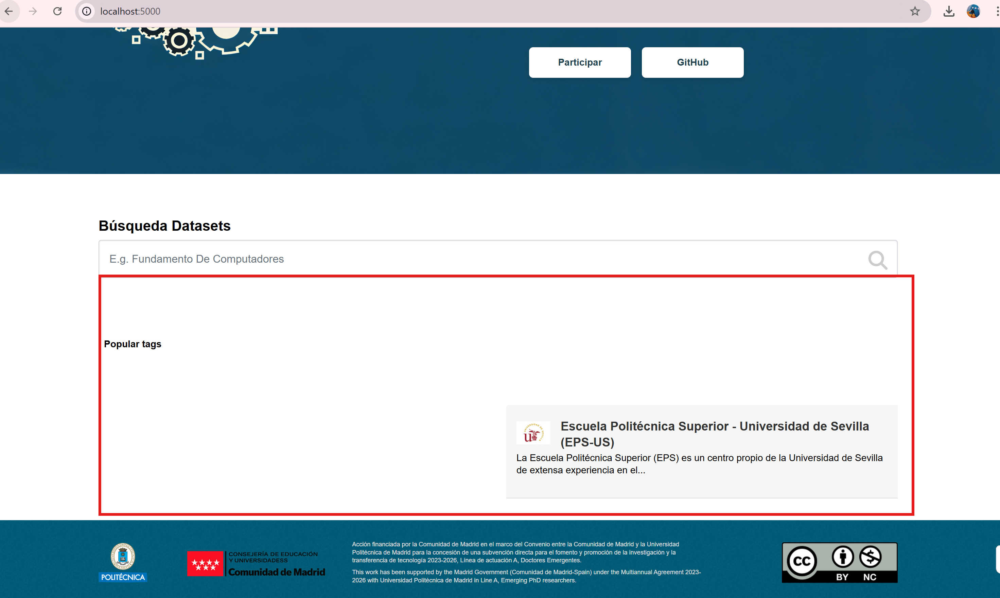 localhost:5000
Participar
GitHub
Búsqueda Datasets
E.g. Fundamento De Computadores
Popular tags
Escuela Politécnica Superior - Universidad de Sevilla
(EPS-US)
La Escuela Politécnica Superior (EPS) es un centro propio de la Universidad de Sevilla
de extensa experiencia en el...
POLITÉCNICA
CONSEJERÍA DE EDUCACIÓN
Y UNIVERSIDADESS
Comunidad de Madrid
Acción financiada por la Comunidad de Madrid en el marco del Convenio entre la Comunidad de Madrid y la Universidad
Politécnica de Madrid para la concesión de una subvención directa para el fomento y promoción de la investigación y la
transferencia de tecnología 2023-2026, Línea de actuación A, Doctores Emergentes.
This work has been supported by the Madrid Government (Comunidad de Madrid-Spain) under the Multiannual Agreement 2023-
2026 with Universidad Politécnica de Madrid in Line A, Emerging PhD researchers.
CC
BY NC